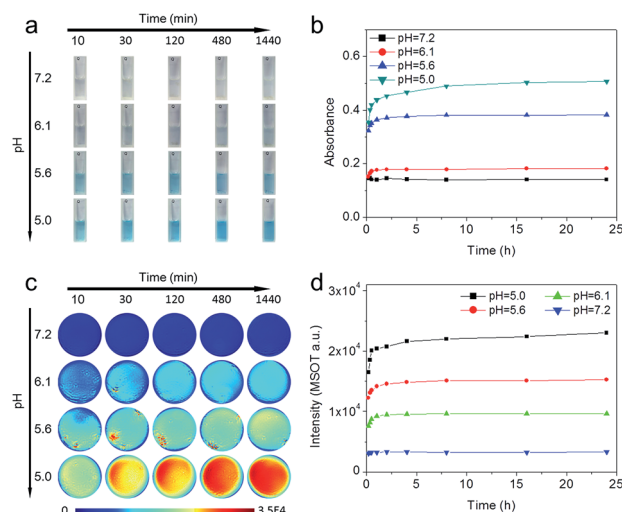 a
Time (min)
10 30 120 480 1440
pH
7.2
6.1
5.6
5.0
b
pH=7.2
pH=6.1
pH=5.6
pH=5.0
Absorbance
0.6
0.4
0.2
0.0
0 5 10 15 20 25
Time (h)
c
Time (min)
10 30 120 480 1440
pH
7.2
6.1
5.6
5.0
0 3.5E4
d
pH=5.0 pH=6.1
pH=5.6 pH=7.2
Intensity (MSOT a.u.)
3x10⁴
2x10⁴
1x10⁴
0
0 5 10 15 20 25
Time (h)